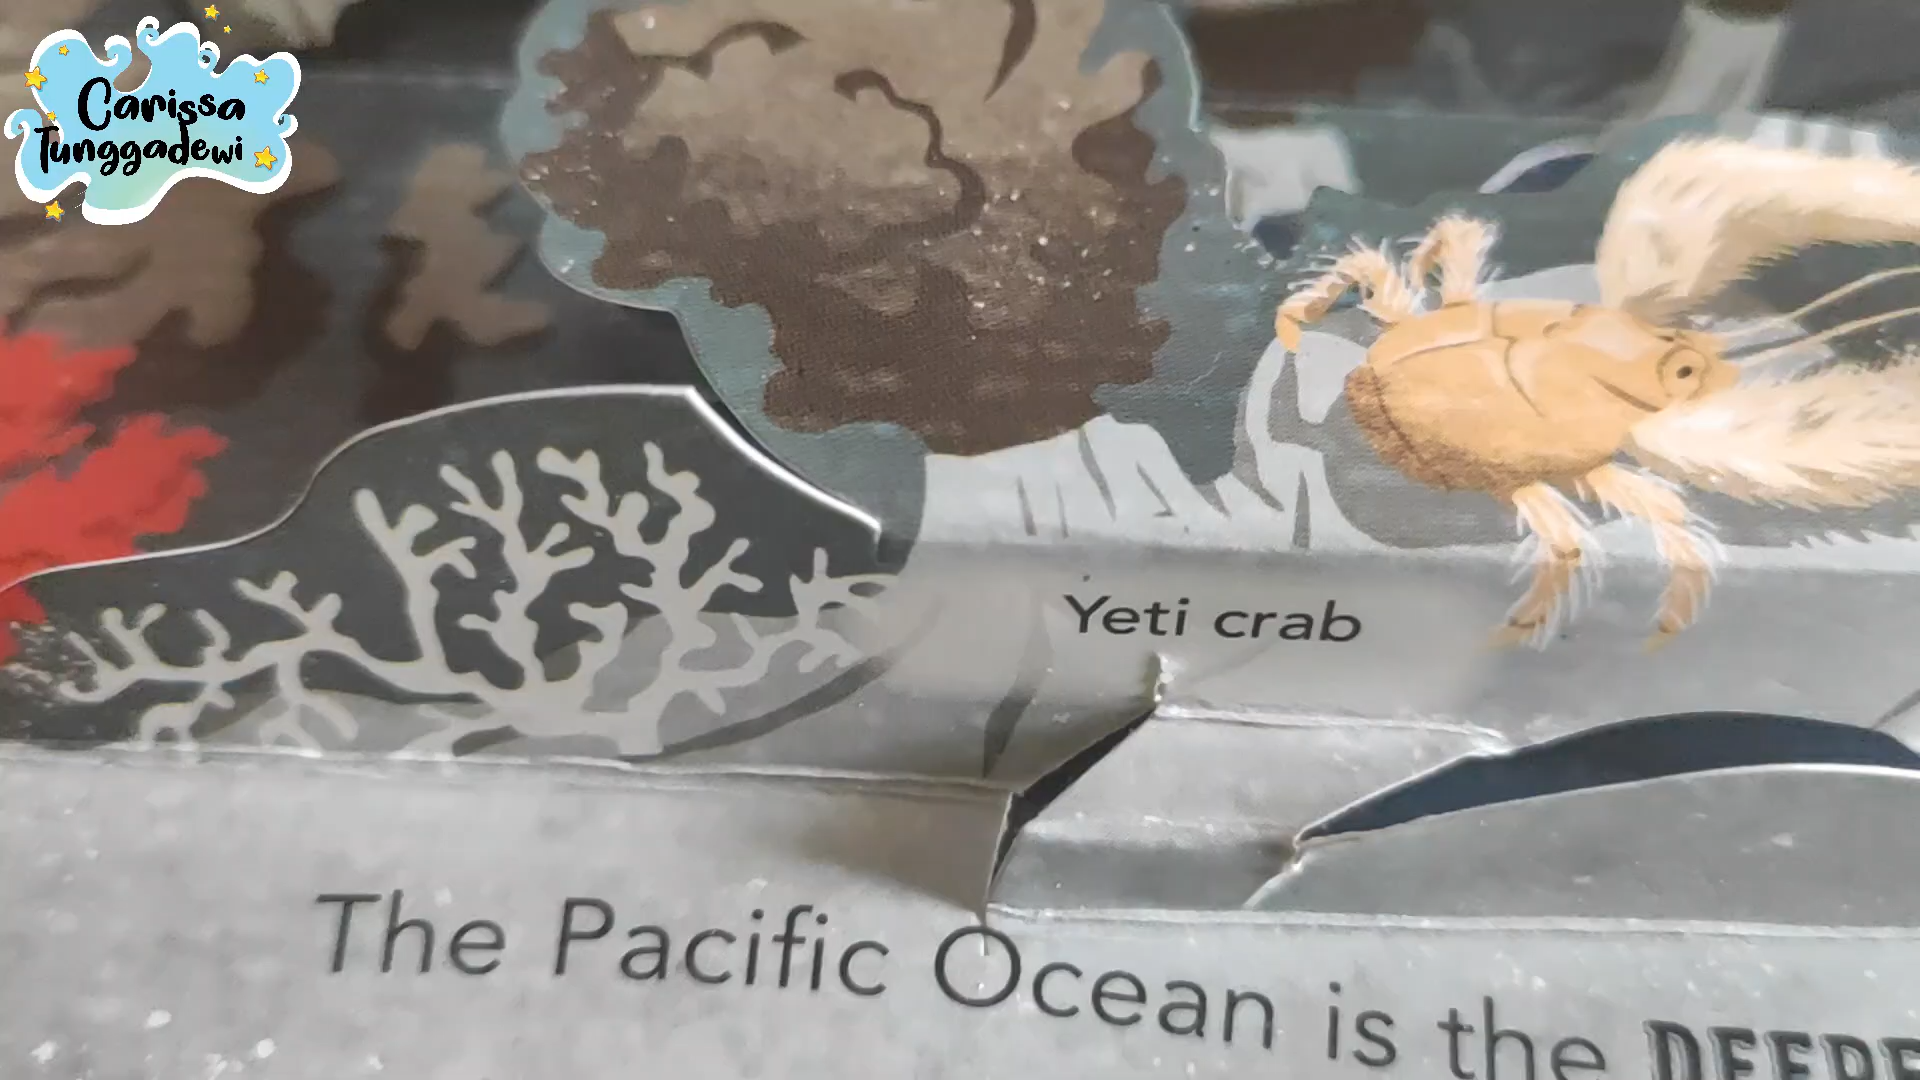 Carissa
Tunggadewi
Yeti crab
The Pacific Ocean is the